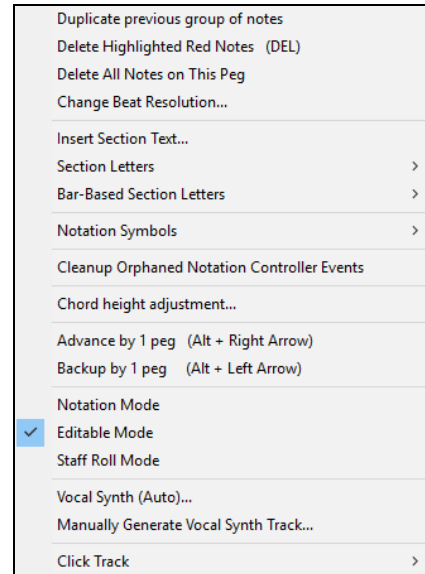 Duplicate previous group of notes
Delete Highlighted Red Notes (DEL)
Delete All Notes on This Peg
Change Beat Resolution...
Insert Section Text...
Section Letters
Bar-Based Section Letters
Notation Symbols
Cleanup Orphaned Notation Controller Events
Chord height adjustment...
Advance by 1 peg (Alt + Right Arrow)
Backup by 1 peg (Alt + Left Arrow)
Notation Mode
Editable Mode
Staff Roll Mode
Vocal Synth (Auto)...
Manually Generate Vocal Synth Track...
Click Track